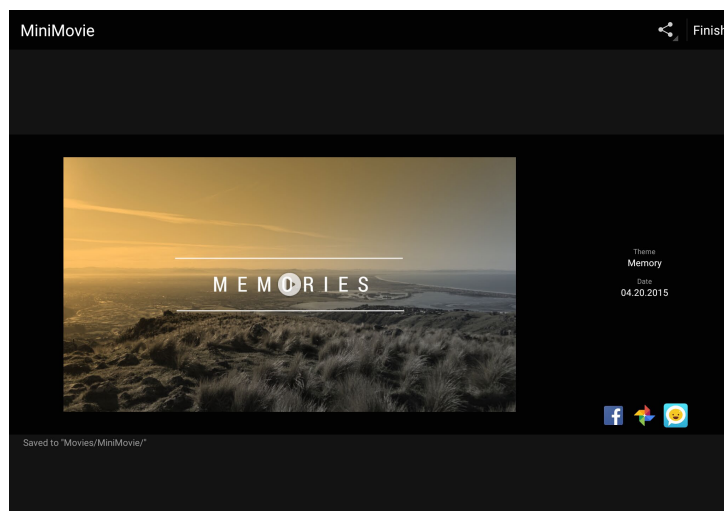 MiniMovie
Finish
MEMORIES
Theme
Memory
Date
04.20.2015
Saved to "Movies/MiniMovie/"